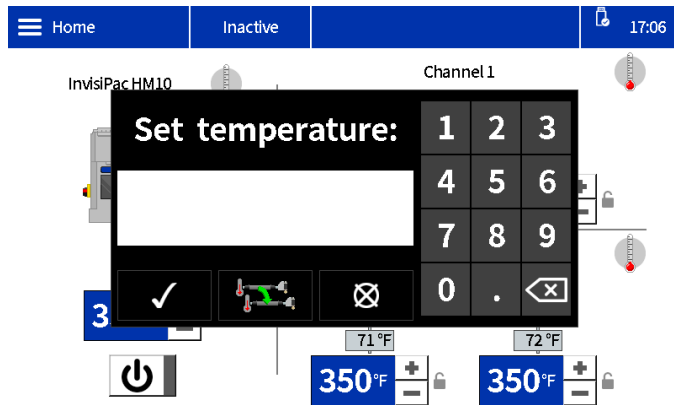 Home Inactive 17:06
InvisiPac HM10 Channel 1
Set temperature: 1 2 3
4 5 6
7 8 9
0 .
71 °F 72 °F
350 °F 350 °F